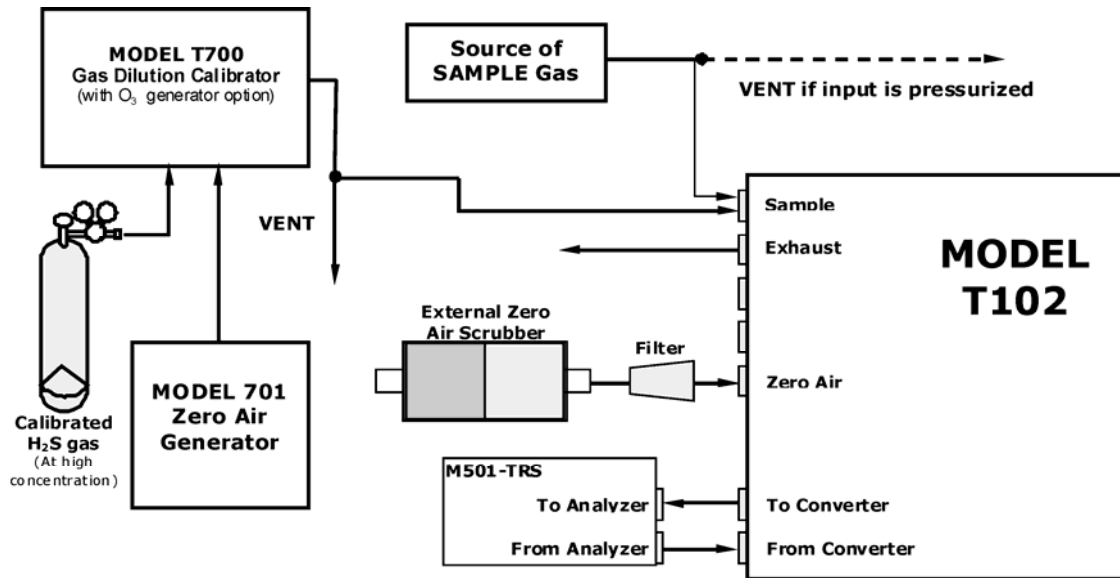 MODEL T700
Gas Dilution Calibrator
(with O₃ generator option)
Source of
SAMPLE Gas
VENT if input is pressurized
VENT
Sample
Exhaust
MODEL
T102
External Zero
Air Scrubber
Filter
Zero Air
MODEL 701
Zero Air
Generator
Calibrated
H₂S gas
(At high
concentration)
M501-TRS
To Analyzer
To Converter
From Analyzer
From Converter